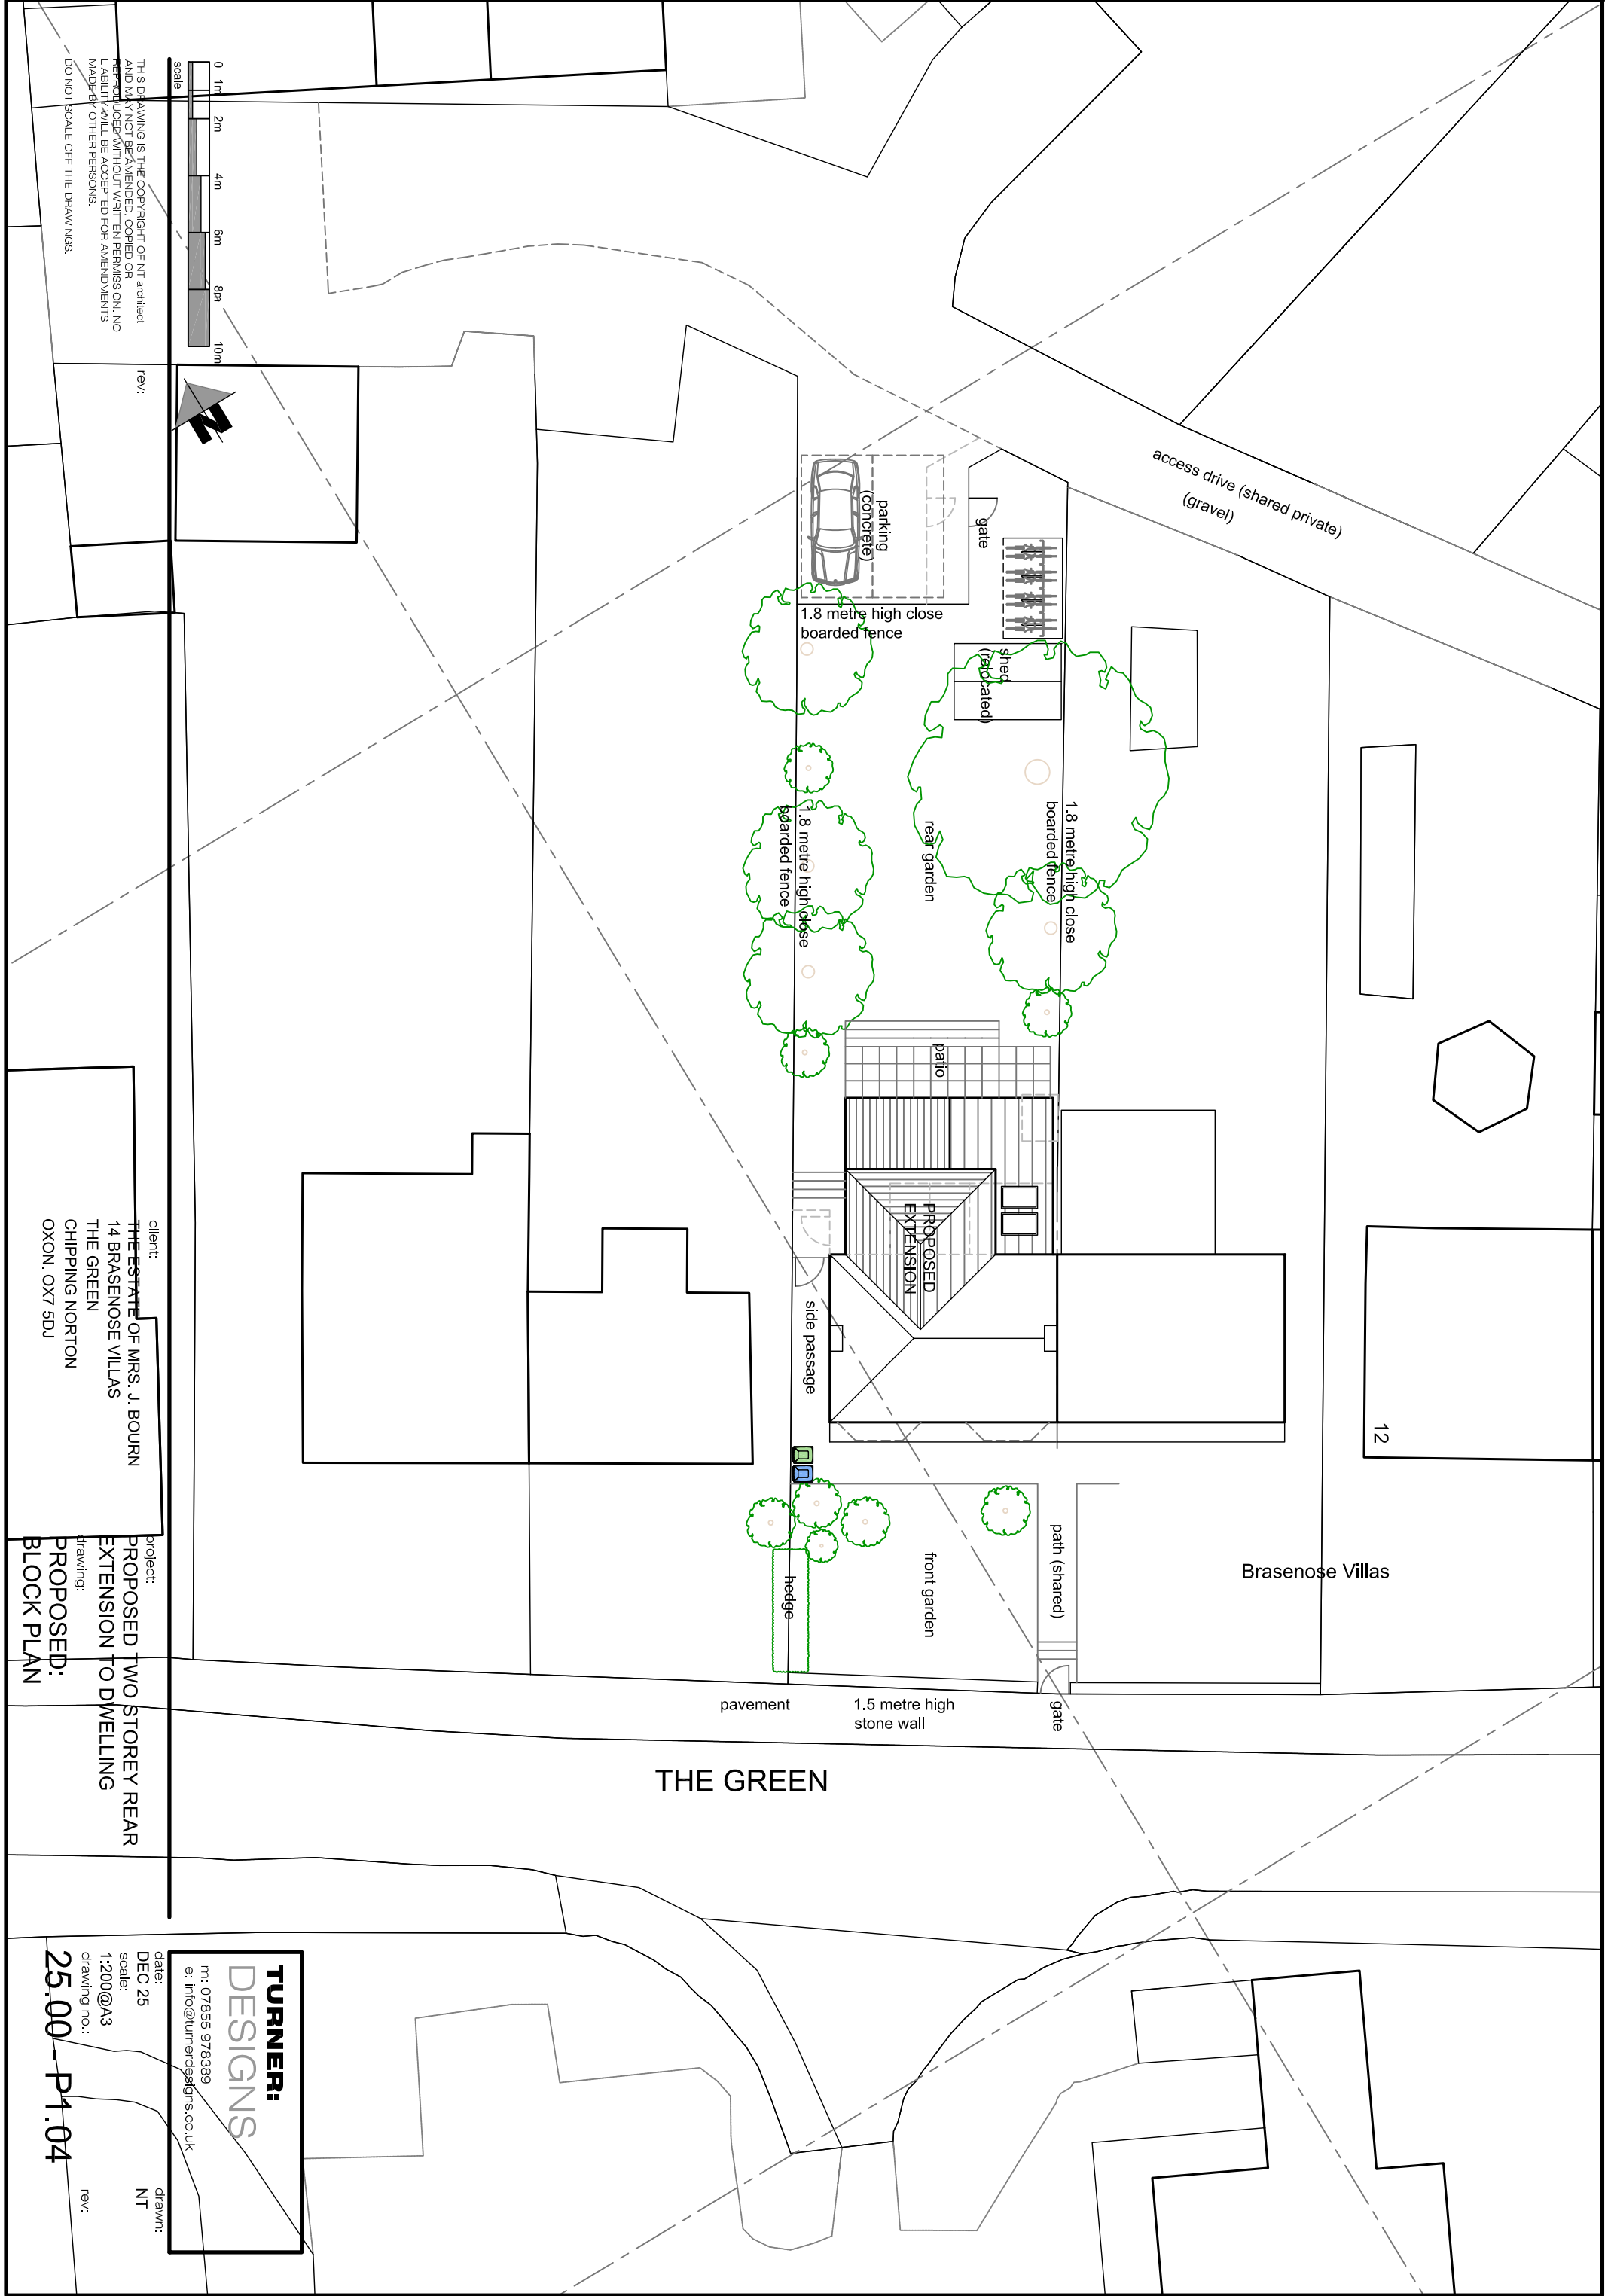 access drive (shared private)
(gravel)
parking
(concrete)
gate
1.8 metre high close
boarded fence
shed
(relocated)
1.8 metre high close
boarded fence
1.8 metre high close
boarded fence
rear garden
patio
PROPOSED
EXTENSION
side passage
12
Brasenose Villas
path (shared)
front garden
hedge
pavement
1.5 metre high
stone wall
gate
THE GREEN
0 1m 2m 4m 6m 8m 10m
scale
THIS DRAWING IS THE COPYRIGHT OF NT:architect
AND MAY NOT BE AMENDED, COPIED OR
REPRODUCED WITHOUT WRITTEN PERMISSION. NO
LIABILITY WILL BE ACCEPTED FOR AMENDMENTS
MADE BY OTHER PERSONS.
DO NOT SCALE OFF THE DRAWINGS.
rev:
N
client:
THE ESTATE OF MRS. J. BOURN
14 BRASENOSE VILLAS
THE GREEN
CHIPPING NORTON
OXON. OX7 5DJ
project:
PROPOSED TWO STOREY REAR
EXTENSION TO DWELLING
drawing:
PROPOSED:
BLOCK PLAN
TURNER:
DESIGNS
m: 07855 978389
e: info@turnerdesigns.co.uk
date:
DEC 25
drawn:
NT
scale:
1:200@A3
drawing no.:
25.00 - P1.04
rev: